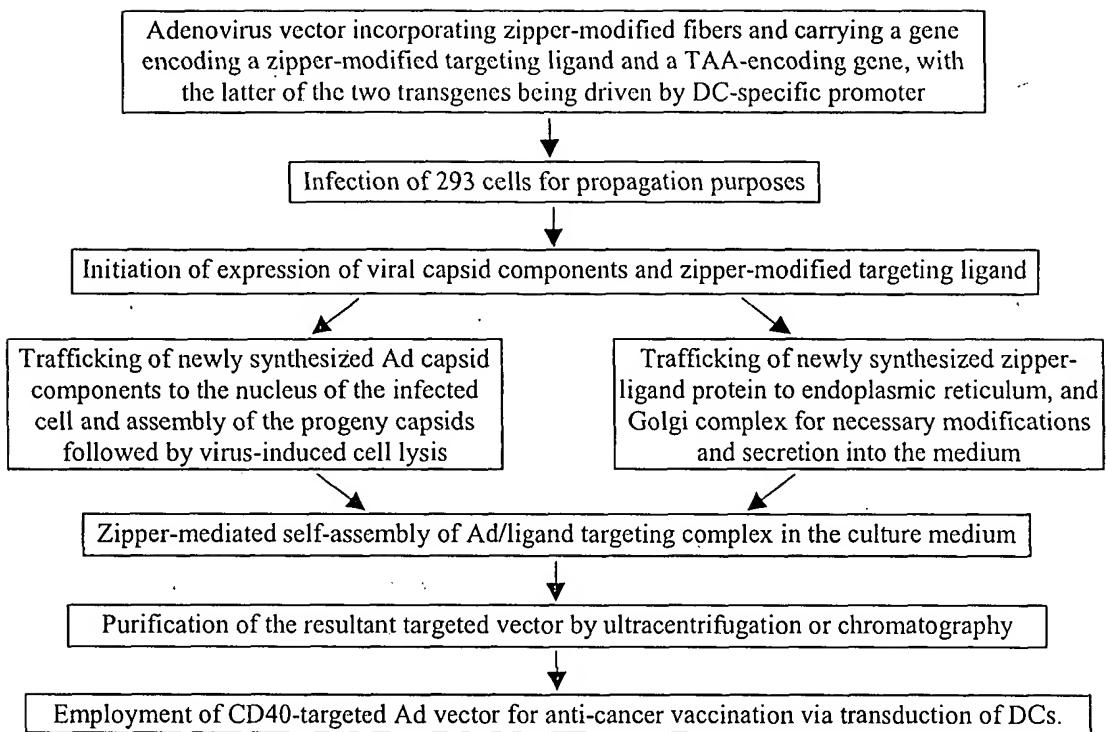 Adenovirus vector incorporating zipper-modified fibers and carrying a gene
encoding a zipper-modified targeting ligand and a TAA-encoding gene, with
the latter of the two transgenes being driven by DC-specific promoter
Infection of 293 cells for propagation purposes
Initiation of expression of viral capsid components and zipper-modified targeting ligand
Trafficking of newly synthesized Ad capsid
components to the nucleus of the infected
cell and assembly of the progeny capsids
followed by virus-induced cell lysis
Trafficking of newly synthesized zipper-
ligand protein to endoplasmic reticulum, and
Golgi complex for necessary modifications
and secretion into the medium
Zipper-mediated self-assembly of Ad/ligand targeting complex in the culture medium
Purification of the resultant targeted vector by ultracentrifugation or chromatography
Employment of CD40-targeted Ad vector for anti-cancer vaccination via transduction of DCs.